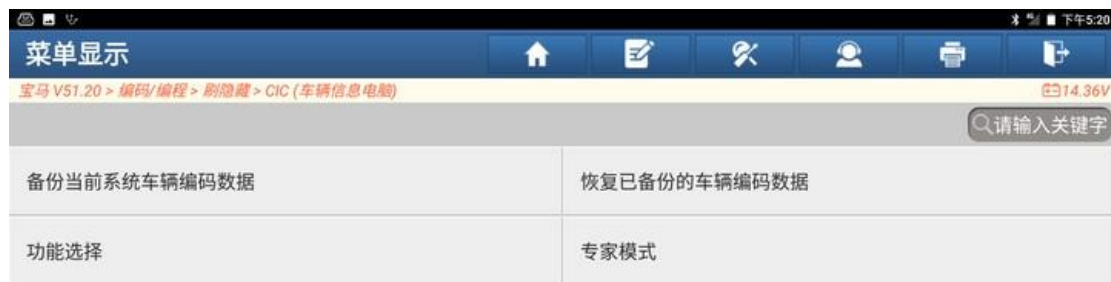 下午5:20
菜单显示
宝马 V51.20 > 编码/编程 > 刷隐藏 > CIC (车辆信息电脑) 14.36V
请输入关键字
备份当前系统车辆编码数据 恢复已备份的车辆编码数据
功能选择 专家模式